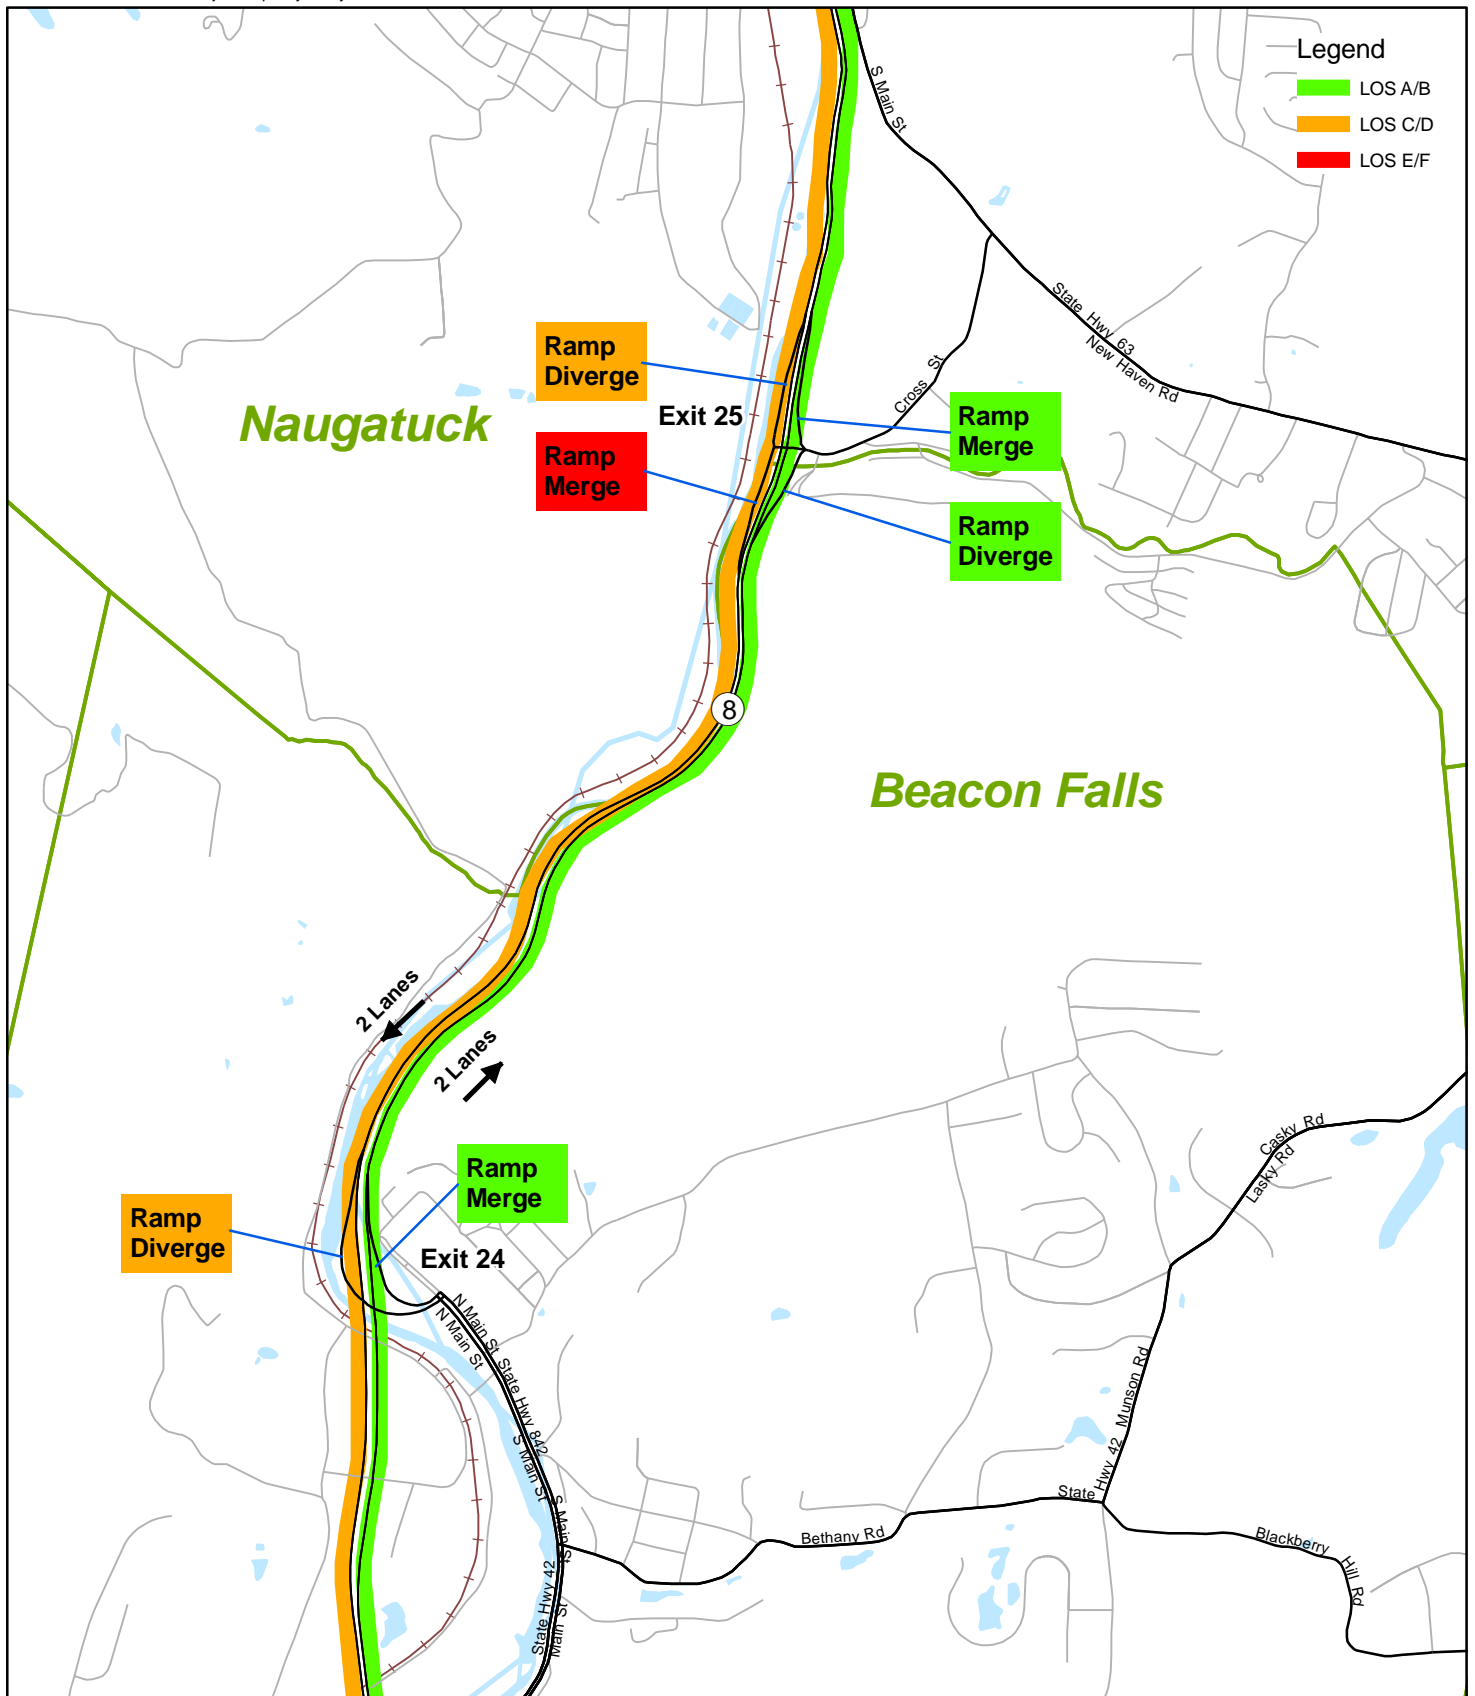 Legend
LOS A/B
LOS C/D
LOS E/F
S Main St
State Hwy 63
New Haven Rd
Cross St
Ramp
Diverge
Exit 25
Ramp
Merge
Naugatuck
Ramp
Merge
Ramp
Diverge
8
Beacon Falls
2 Lanes
2 Lanes
Casky Rd
Lasky Rd
Ramp
Merge
Ramp
Diverge
Exit 24
N Main St
State Hwy 842
N Main St
S Main St
S Main St
State Hwy 42
Main St
Bethany Rd
State Hwy 42
Munson Rd
Blackberry Hill Rd